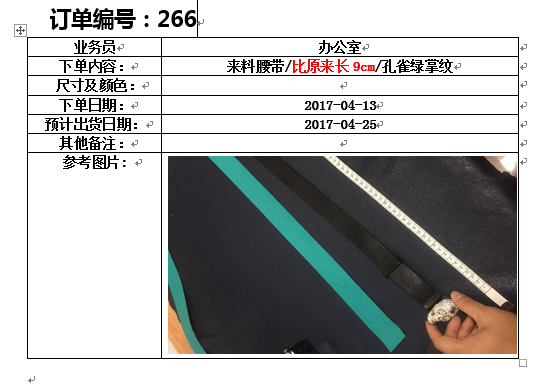 订单编号：266
业务员 办公室
下单内容： 来料腰带/比原来长9cm/孔雀绿掌纹
尺寸及颜色：
下单日期： 2017-04-13
预计出货日期： 2017-04-25
其他备注：
参考图片：